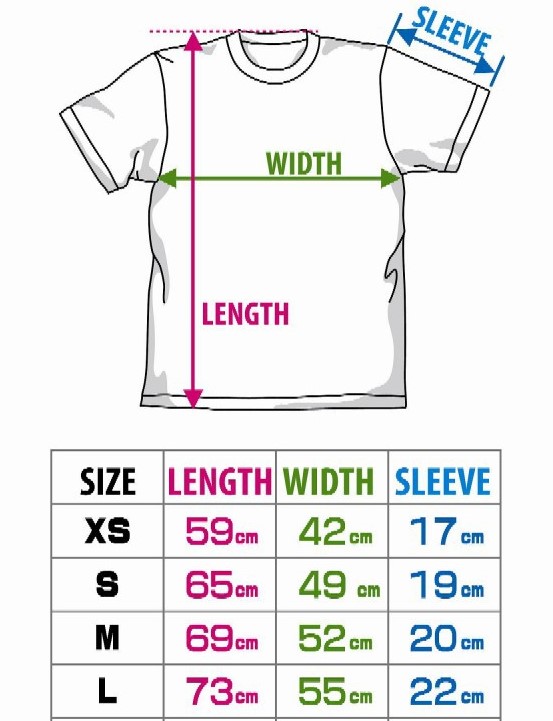 SLEEVE
WIDTH
LENGTH
SIZE LENGTH WIDTH SLEEVE
XS 59cm 42cm 17cm
S 65cm 49 cm 19cm
M 69cm 52cm 20cm
L 73cm 55cm 22cm